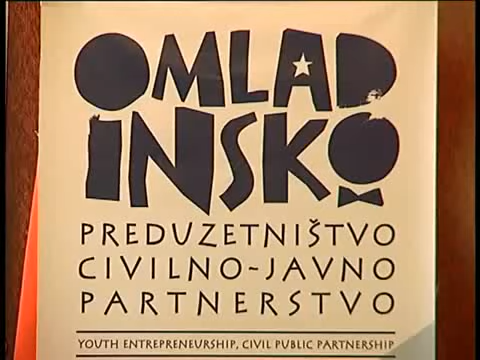 OMLAD
INSKO
PREDUZETNIŠTVO
CIVILNO-JAVNO
PARTNERSTVO
YOUTH ENTREPRENEURSHIP, CIVIL PUBLIC PARTNERSHIP